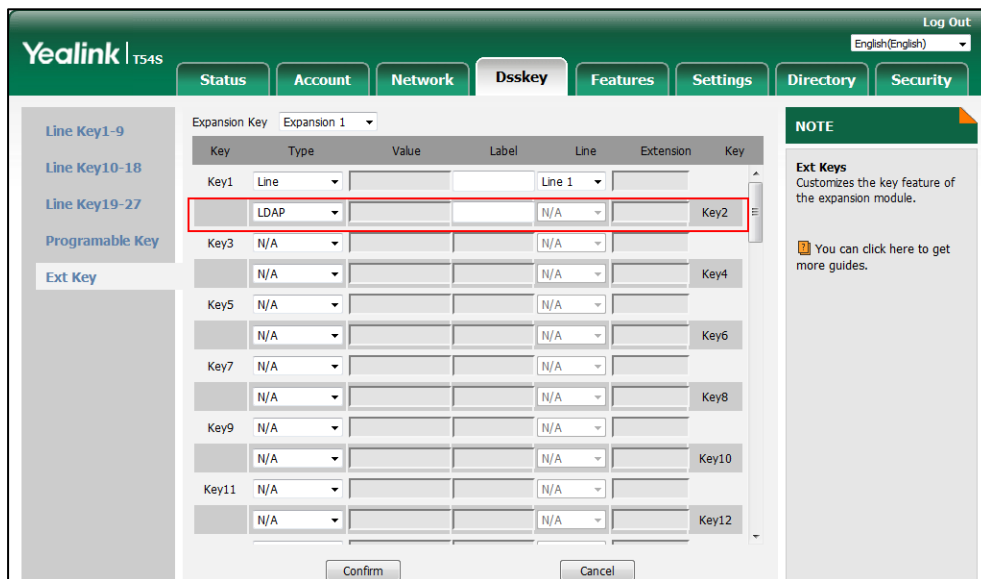 Log Out
Yealink T54S
English(English)
Status Account Network Dsskey Features Settings Directory Security
Line Key1-9
Line Key10-18
Line Key19-27
Programable Key
Ext Key
Expansion Key Expansion 1
Key Type Value Label Line Extension Key
Key1 Line Line 1
LDAP N/A Key2
Key3 N/A N/A
N/A N/A Key4
Key5 N/A N/A
N/A N/A Key6
Key7 N/A N/A
N/A N/A Key8
Key9 N/A N/A
N/A N/A Key10
Key11 N/A N/A
N/A N/A Key12
Confirm Cancel
NOTE
Ext Keys
Customizes the key feature of
the expansion module.
You can click here to get
more guides.